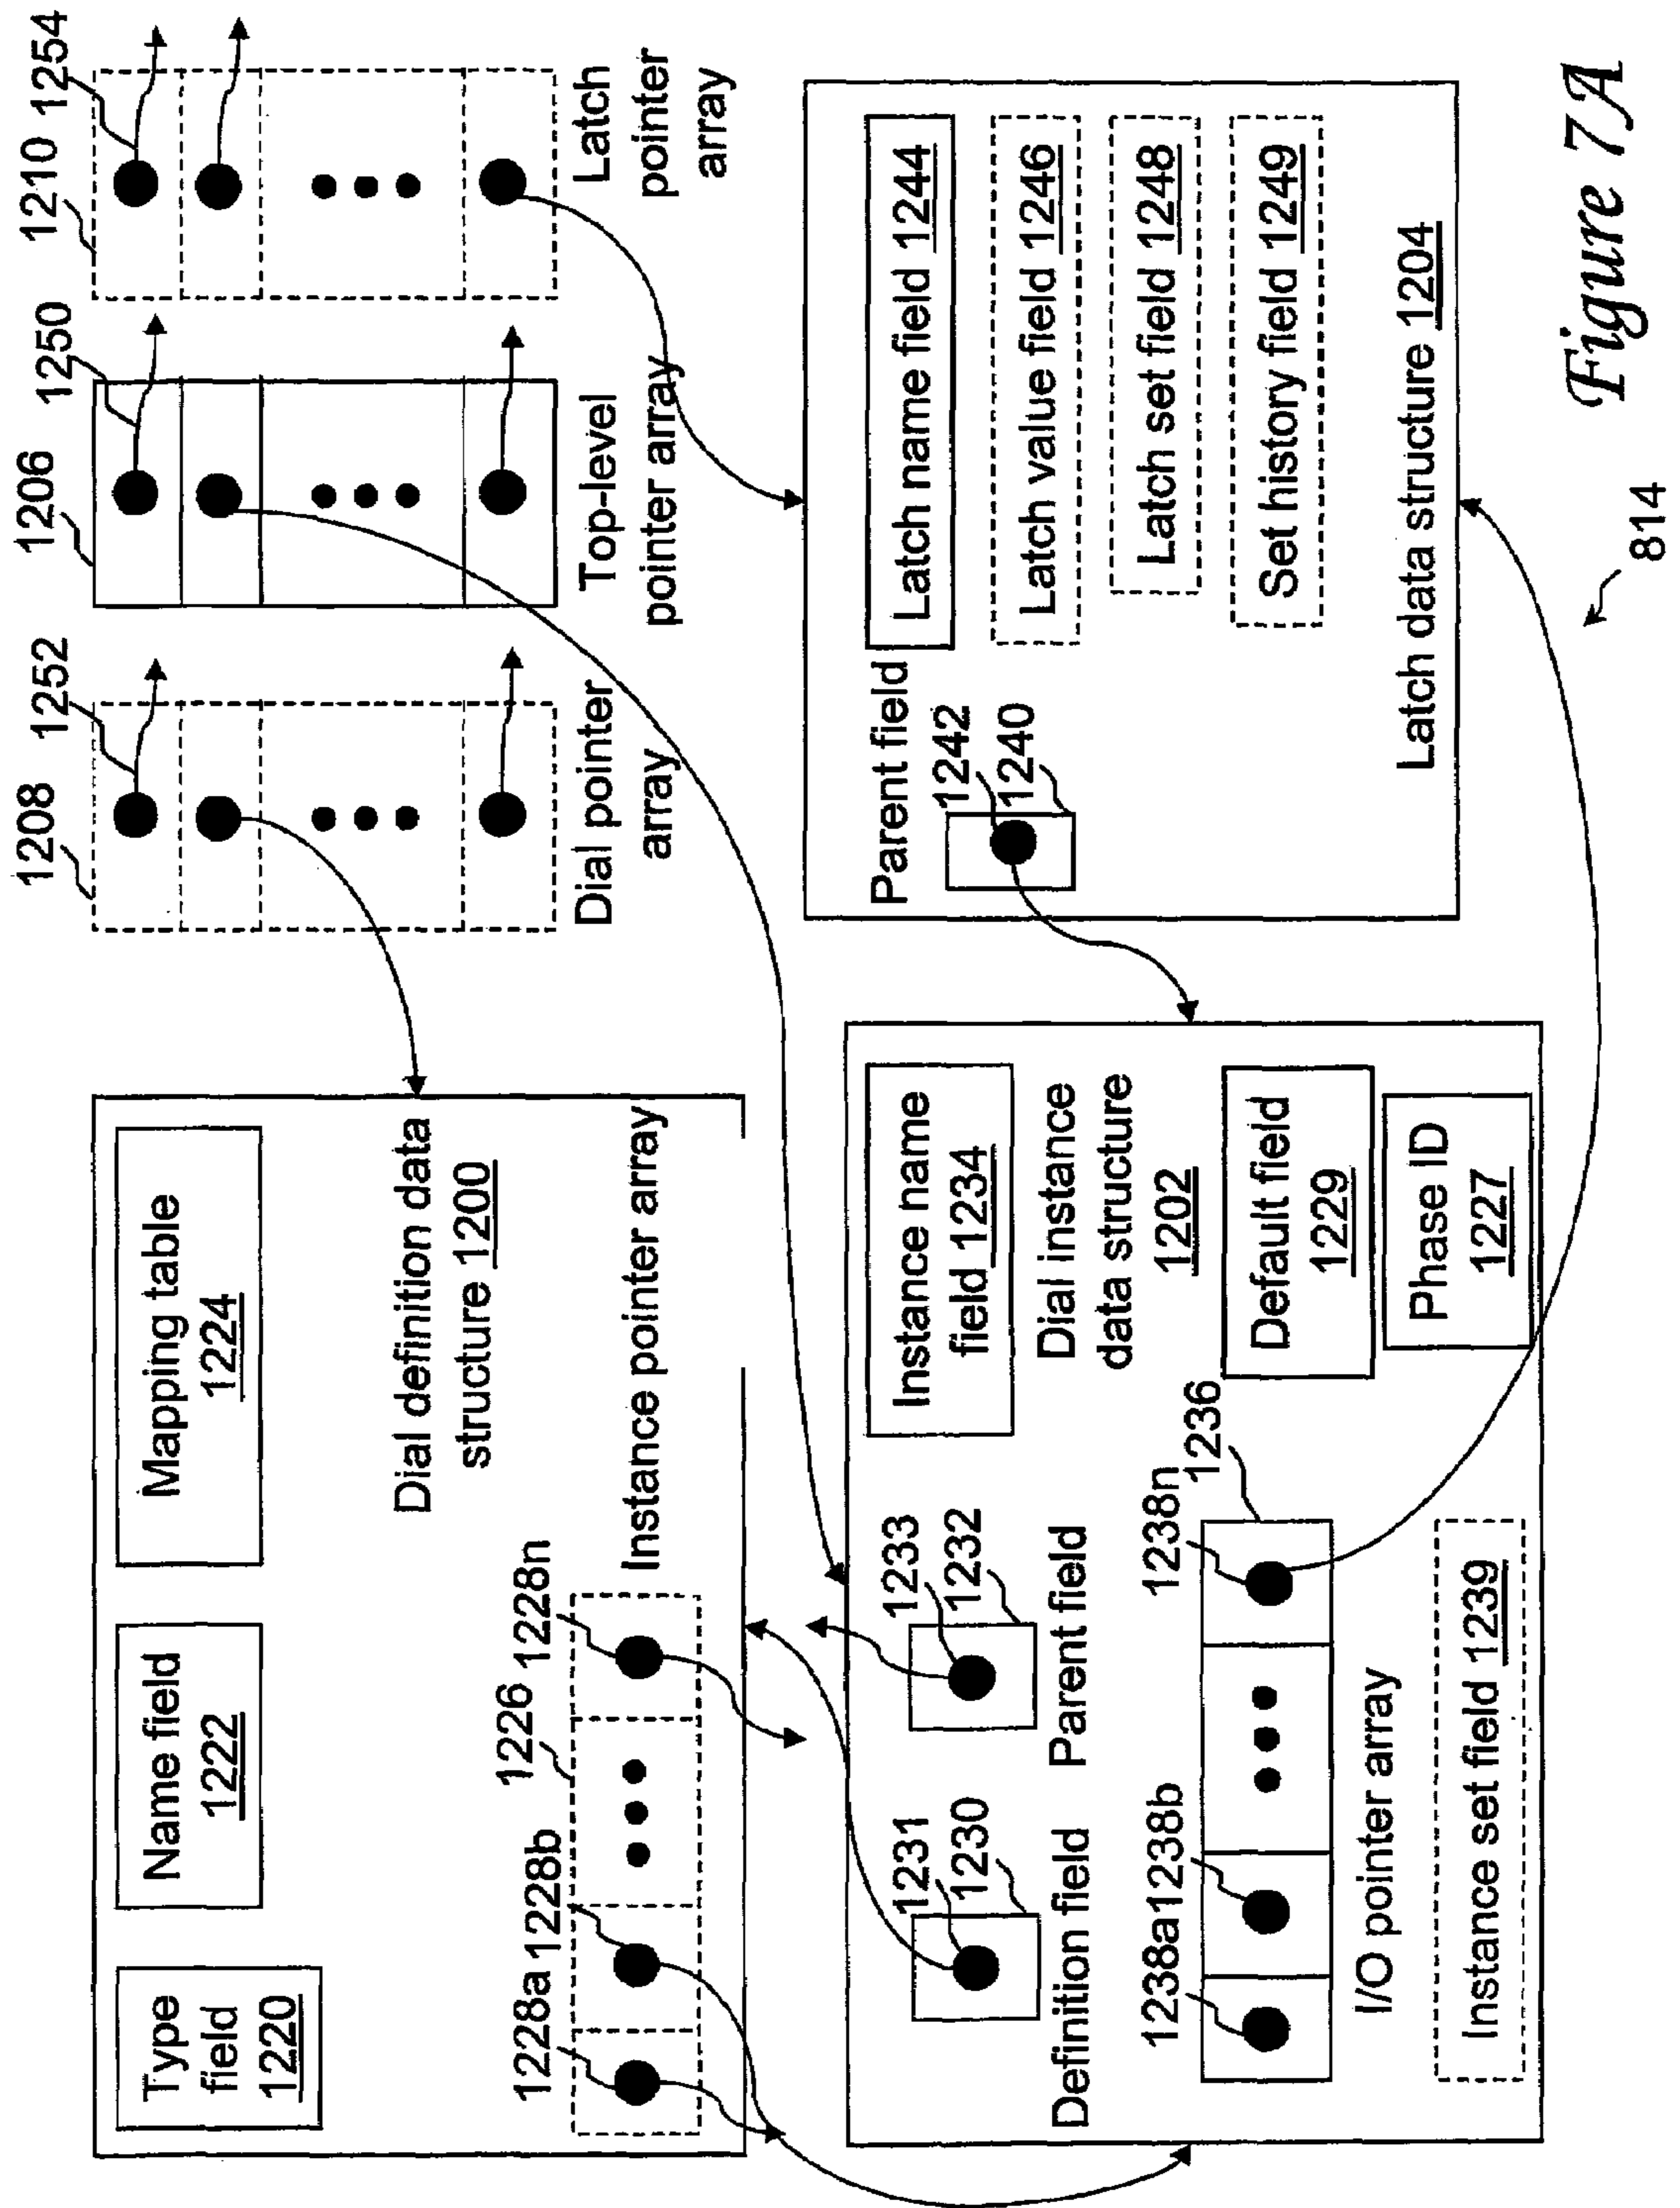 Type
field
1220
Name field
1222
Mapping table
1224
Dial definition data
structure 1200
1228a 1228b
1226 1228n
Instance pointer array
1208
1252
Dial pointer
array
1206
1250
Top-level
pointer array
1210 1254
Latch
pointer
array
1231
1230
Definition field
1233
1232
Parent field
Instance name
field 1234
Dial instance
data structure
1202
1238a 1238b
1238n
1236
I/O pointer array
Default field
1229
Phase ID
1227
Instance set field 1239
Parent field
1242
1240
Latch name field 1244
Latch value field 1246
Latch set field 1248
Set history field 1249
Latch data structure 1204
814
Figure 7A